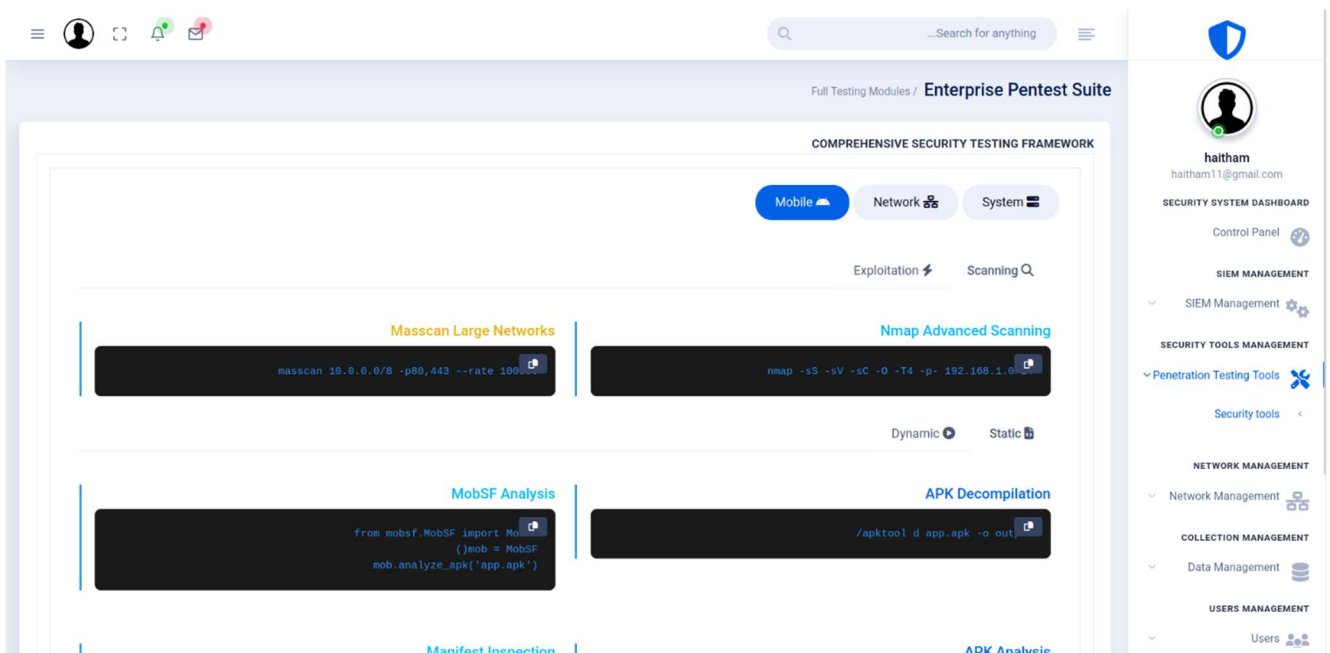 ...Search for anything
Full Testing Modules / Enterprise Pentest Suite
COMPREHENSIVE SECURITY TESTING FRAMEWORK
Mobile
Network
System
Exploitation
Scanning
Masscan Large Networks
masscan 10.0.0.0/8 -p80,443 --rate
Nmap Advanced Scanning
nmap -sS -sV -sC -O -T4 -p-
Dynamic
Static
MobSF Analysis
from mobsf.MobSF import
()mob = MobSF
mob.analyze_apk('app.apk')
APK Decompilation
/apktool d app.apk -o
Manifest Inspection
APK Analysis
haitham
haitham11@gmail.com
SECURITY SYSTEM DASHBOARD
Control Panel
SIEM MANAGEMENT
SIEM Management
SECURITY TOOLS MANAGEMENT
Penetration Testing Tools
Security tools
NETWORK MANAGEMENT
Network Management
COLLECTION MANAGEMENT
Data Management
USERS MANAGEMENT
Users